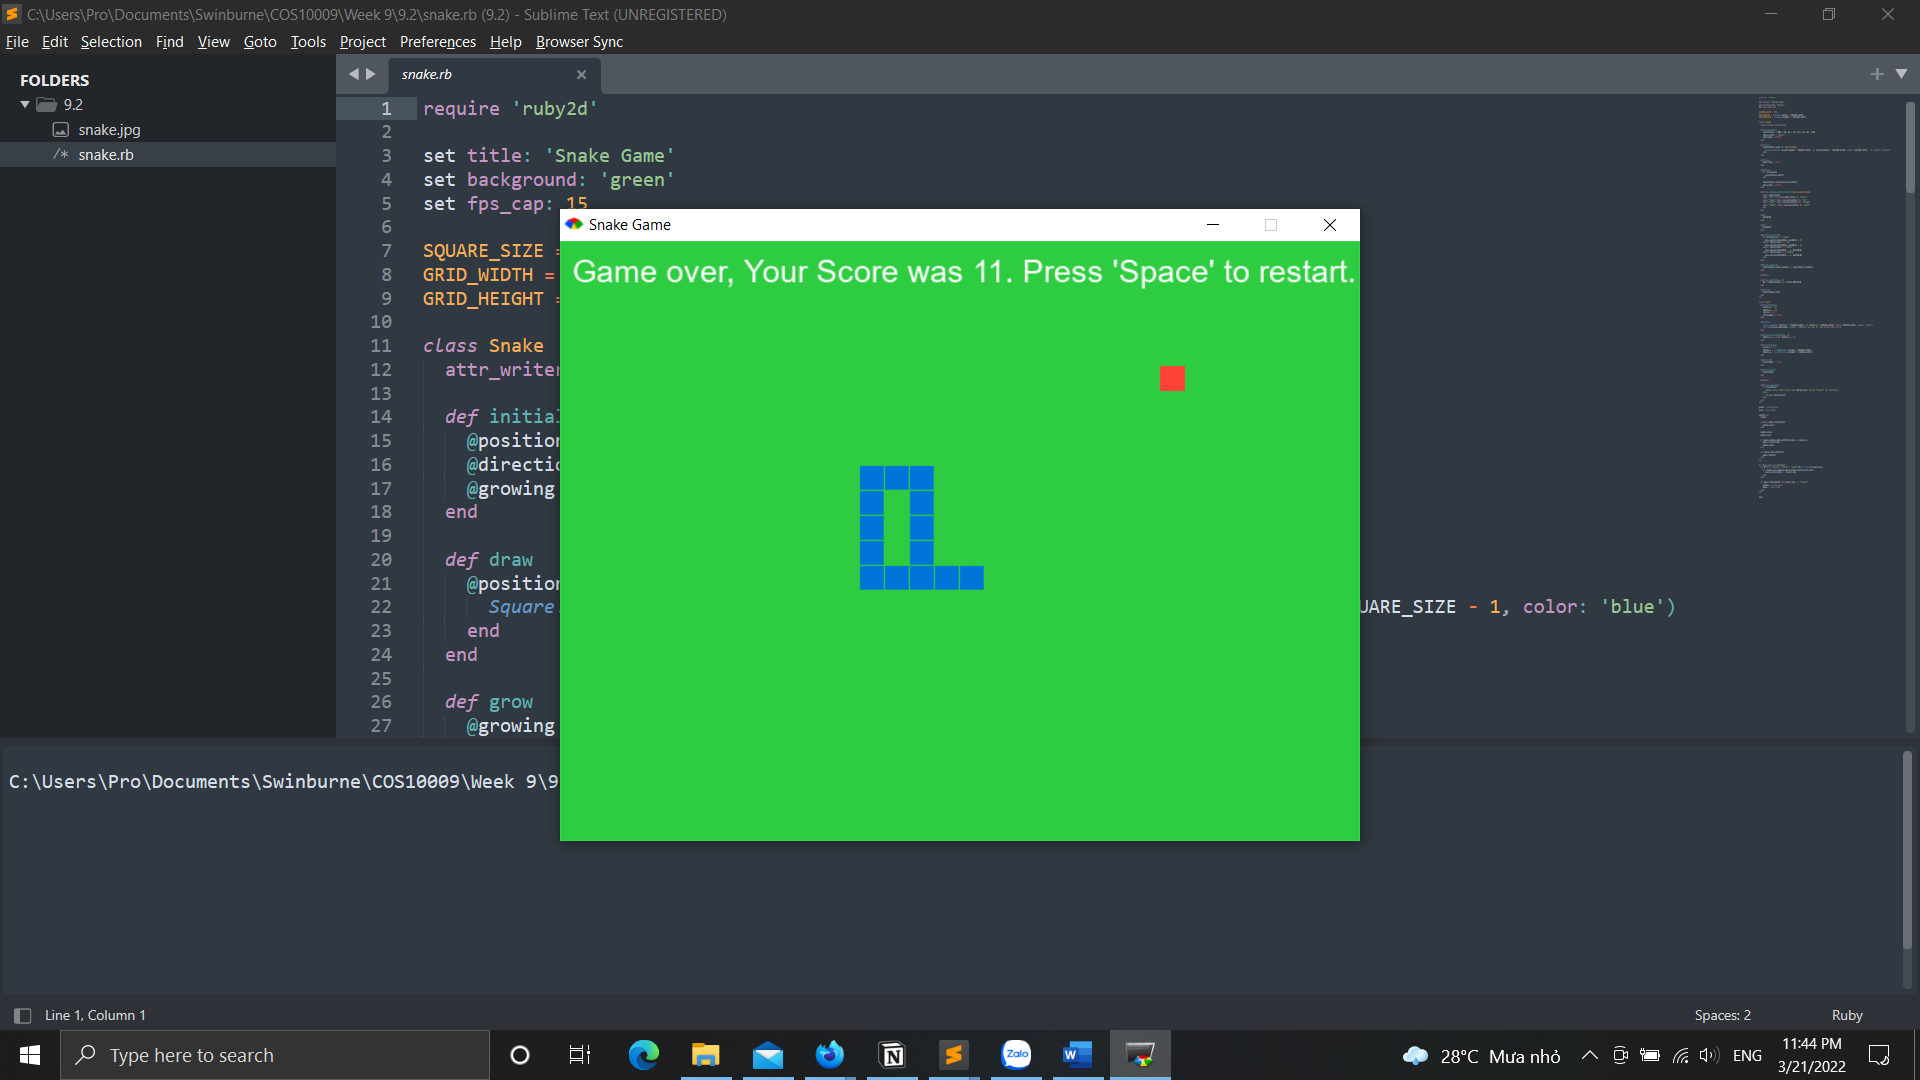 C:\Users\Pro\Documents\Swinburne\COS10009\Week 9\9.2\snake.rb (9.2) - Sublime Text (UNREGISTERED)
File Edit Selection Find View Goto Tools Project Preferences Help Browser Sync
FOLDERS
9.2
snake.jpg
/* snake.rb
snake.rb
1 require 'ruby2d'
2
3 set title: 'Snake Game'
4 set background: 'green'
5 set fps_cap: 15
6
7 SQUARE_SIZE =
8 GRID_WIDTH =
9 GRID_HEIGHT =
10
11 class Snake
12 attr_writer
13
14 def initial
15 @position
16 @directio
17 @growing
18 end
19
20 def draw
21 @position
22 Square. UARE_SIZE - 1, color: 'blue')
23 end
24 end
25
26 def grow
27 @growing
Snake Game
Game over, Your Score was 11. Press 'Space' to restart.
C:\Users\Pro\Documents\Swinburne\COS10009\Week 9\9
Line 1, Column 1
Spaces: 2 Ruby
Type here to search
Zalo
28°C Mưa nhỏ
ENG
11:44 PM
3/21/2022